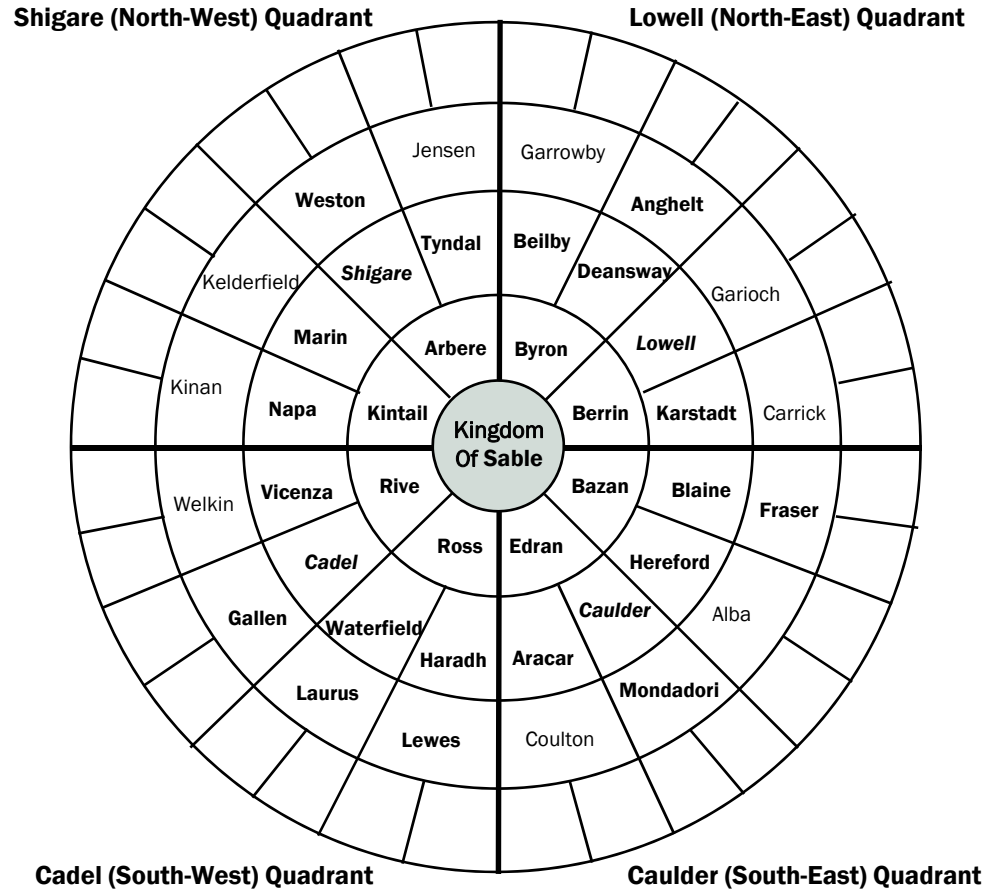 Shigare (North-West) Quadrant
Lowell (North-East) Quadrant
Jensen
Garrowby
Weston
Anghelt
Tyndal
Beilby
Shigare
Deansway
Kelderfield
Garioch
Marin
Lowell
Arbere
Byron
Kinan
Napa
Kintail
Berrin
Karstadt
Carrick
Kingdom
Of Sable
Welkin
Vicenza
Rive
Bazan
Blaine
Fraser
Ross
Edran
Cadel
Hereford
Gallen
Waterfield
Caulder
Alba
Haradh
Aracar
Laurus
Mondadori
Lewes
Coulton
Cadel (South-West) Quadrant
Caulder (South-East) Quadrant